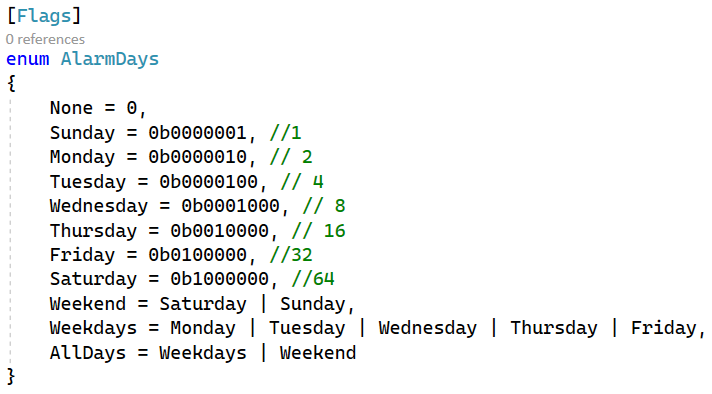 [Flags]
0 references
enum AlarmDays
{
    None = 0,
    Sunday = 0b0000001, //1
    Monday = 0b0000010, // 2
    Tuesday = 0b0000100, // 4
    Wednesday = 0b0001000, // 8
    Thursday = 0b0010000, // 16
    Friday = 0b0100000, //32
    Saturday = 0b1000000, //64
    Weekend = Saturday | Sunday,
    Weekdays = Monday | Tuesday | Wednesday | Thursday | Friday,
    AllDays = Weekdays | Weekend
}